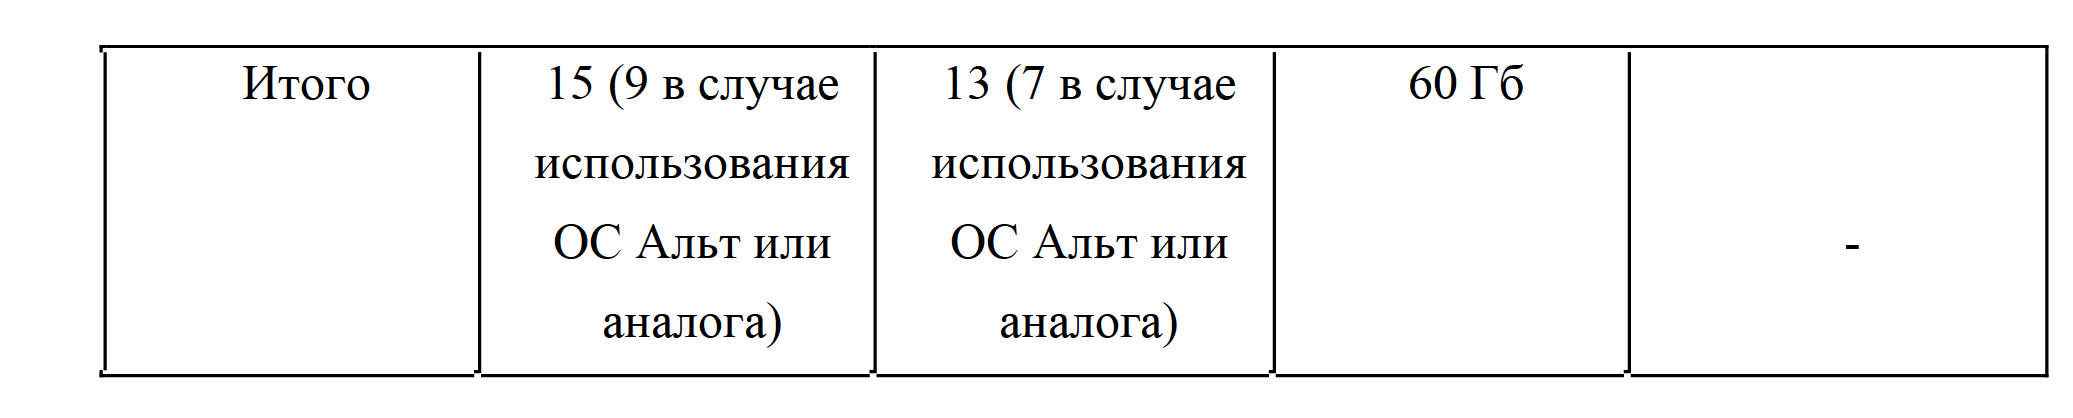 Итого
15 (9 в случае
использования
ОС Альт или
аналога)
13 (7 в случае
использования
ОС Альт или
аналога)
60 Гб
-